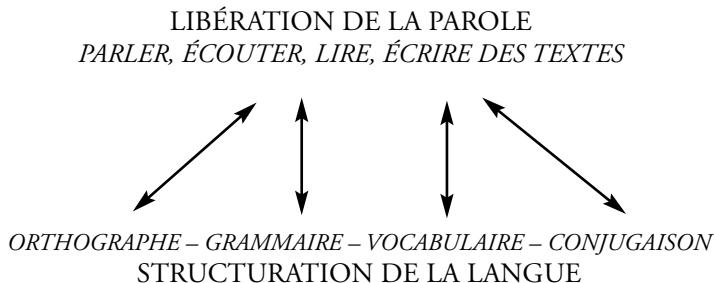 LIBÉRATION DE LA PAROLE
PARLER, ÉCOUTER, LIRE, ÉCRIRE DES TEXTES
ORTHOGRAPHE – GRAMMAIRE – VOCABULAIRE – CONJUGAISON
STRUCTURATION DE LA LANGUE